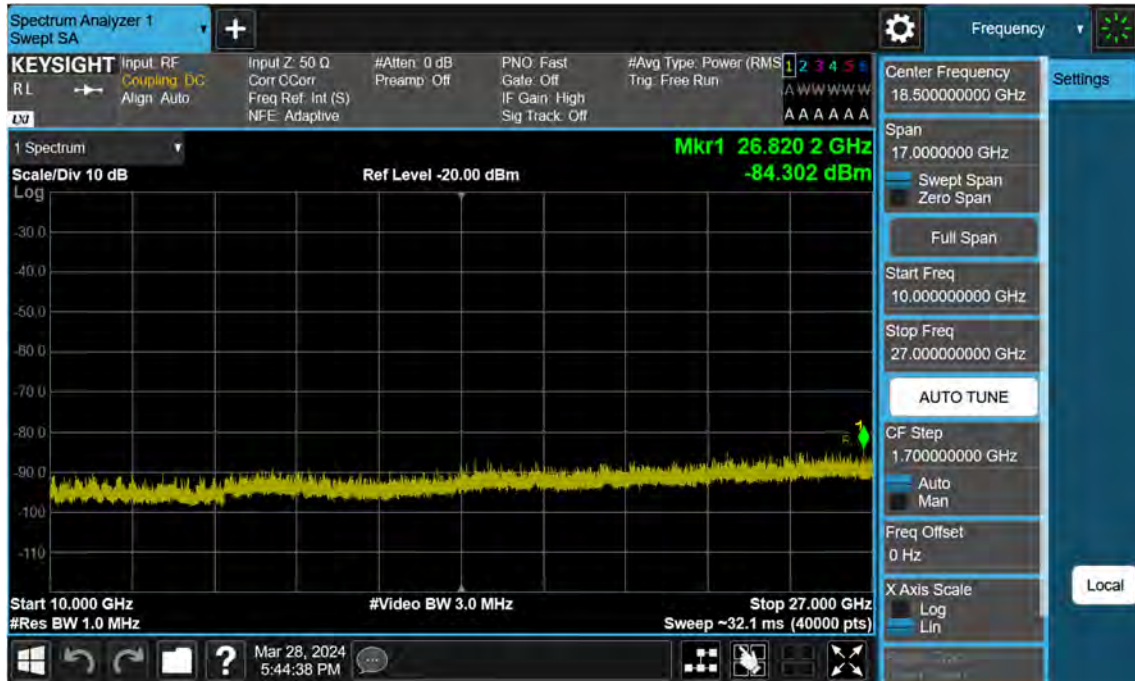 Spectrum Analyzer 1
Swept SA
+
Frequency
KEYSIGHT
Input: RF
Coupling: DC
Align: Auto
RL
LXI
Input Z: 50 Ω
Corr CCorr
Freq Ref: Int (S)
NFE: Adaptive
#Atten: 0 dB
Preamp: Off
PNO: Fast
Gate: Off
IF Gain: High
Sig Track: Off
#Avg Type: Power (RMS
Trig: Free Run
1 2 3 4 5 6
A W W W W W
A A A A A A
1 Spectrum
Scale/Div 10 dB
Ref Level -20.00 dBm
Mkr1 26.820 2 GHz
-84.302 dBm
Log
-30.0
-40.0
-50.0
-60.0
-70.0
-80.0
-90.0
-100
-110
1
Start 10.000 GHz
#Video BW 3.0 MHz
Stop 27.000 GHz
#Res BW 1.0 MHz
Sweep ~32.1 ms (40000 pts)
?
Mar 28, 2024
5:44:38 PM
Center Frequency
18.500000000 GHz
Span
17.0000000 GHz
Swept Span
Zero Span
Full Span
Start Freq
10.000000000 GHz
Stop Freq
27.000000000 GHz
AUTO TUNE
CF Step
1.700000000 GHz
Auto
Man
Freq Offset
0 Hz
X Axis Scale
Log
Lin
Settings
Local